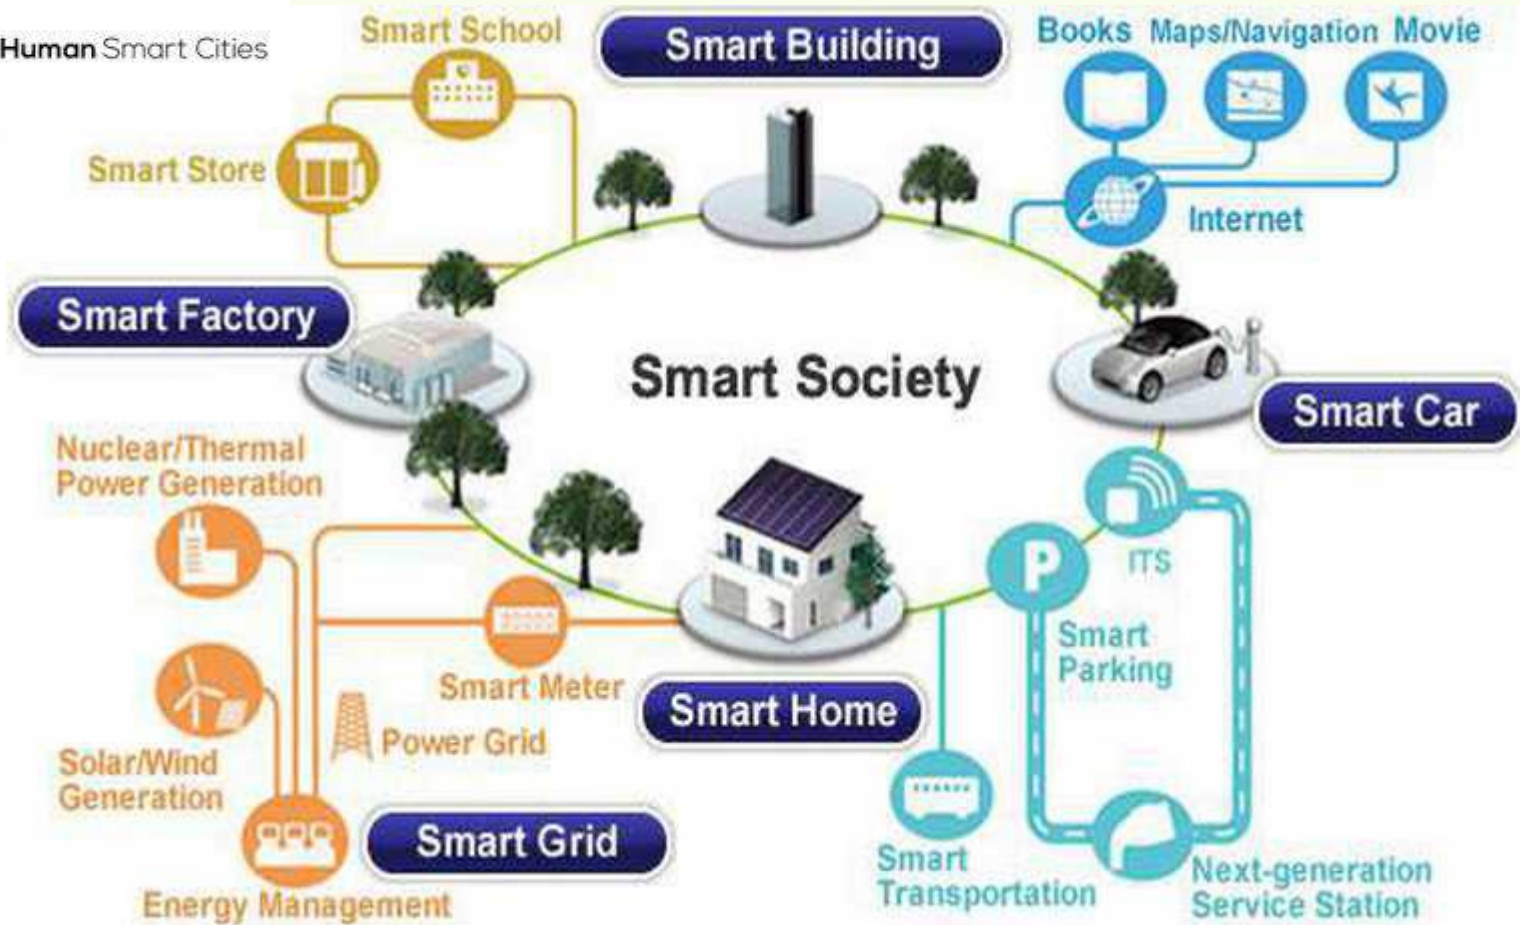 Human Smart Cities
Smart School
Smart Building
Books
Maps/Navigation
Movie
Smart Store
Internet
Smart Factory
Smart Society
Smart Car
Nuclear/Thermal
Power Generation
ITS
P
Smart
Parking
Smart Meter
Smart Home
Power Grid
Solar/Wind
Generation
Smart Grid
Energy Management
Smart
Transportation
Next-generation
Service Station